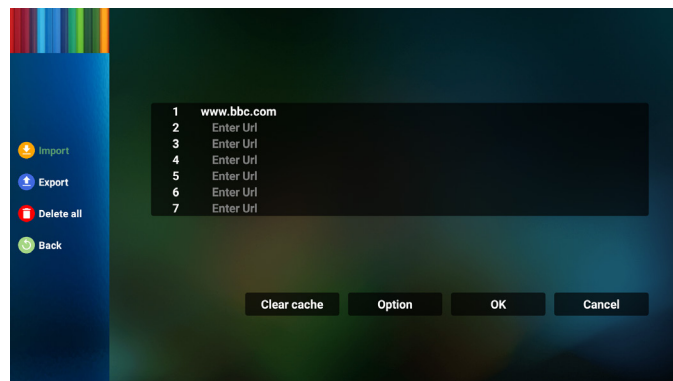 Import
Export
Delete all
Back
1 www.bbc.com
2 Enter Url
3 Enter Url
4 Enter Url
5 Enter Url
6 Enter Url
7 Enter Url
Clear cache Option OK Cancel